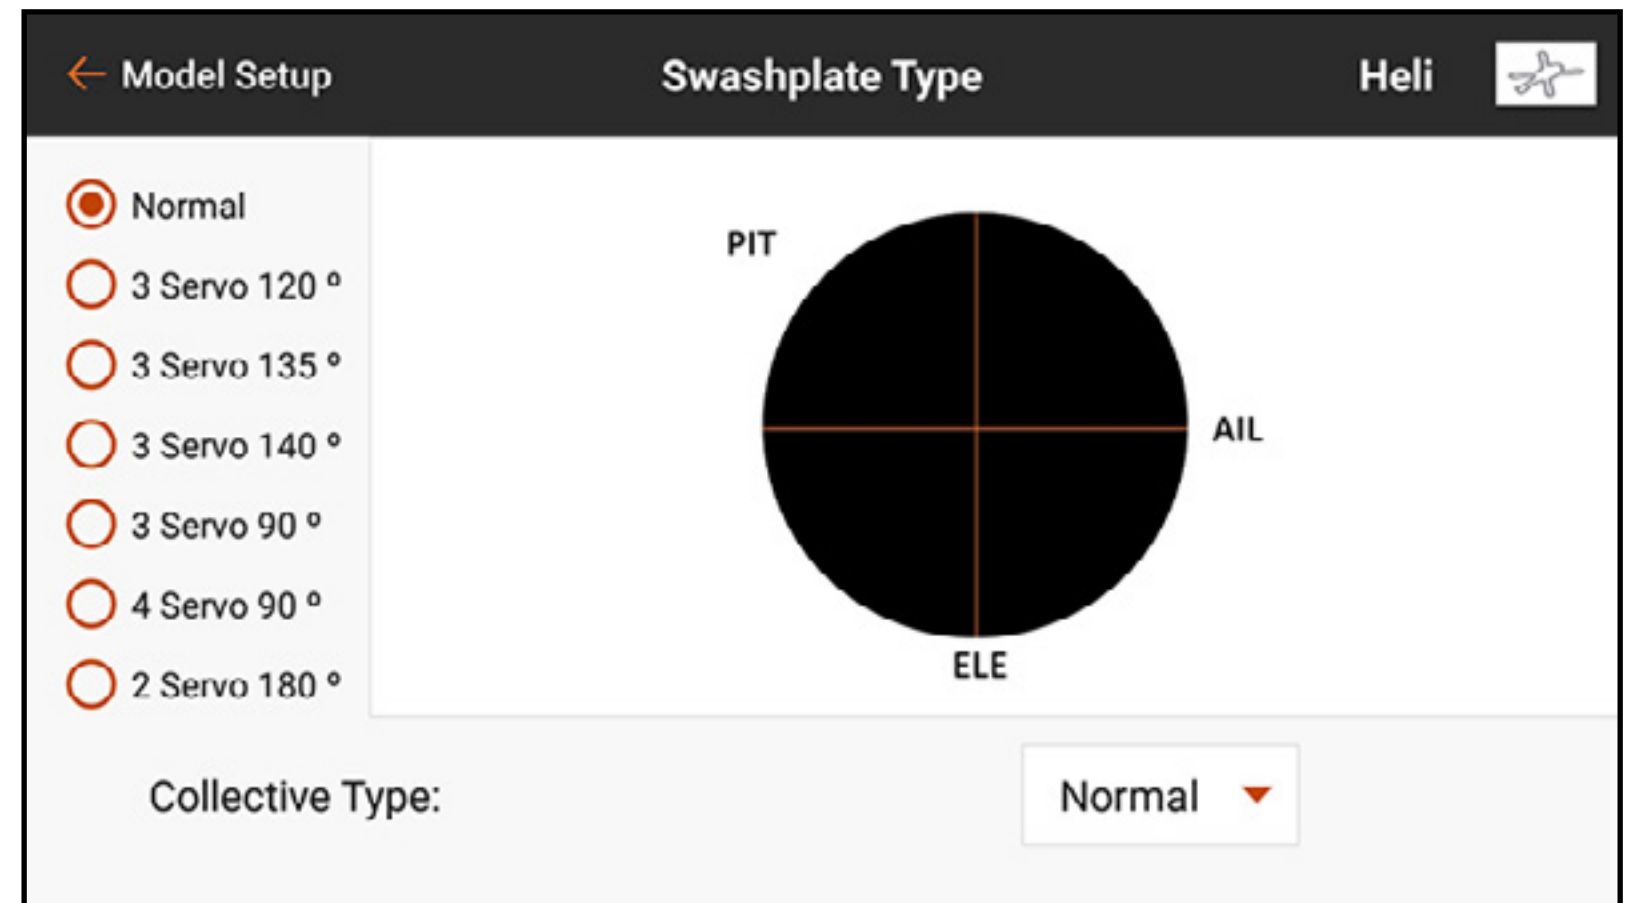 Model Setup
Swashplate Type
Heli
Normal
3 Servo 120 º
3 Servo 135 º
3 Servo 140 º
3 Servo 90 º
4 Servo 90 º
2 Servo 180 º
PIT
AIL
ELE
Collective Type:
Normal